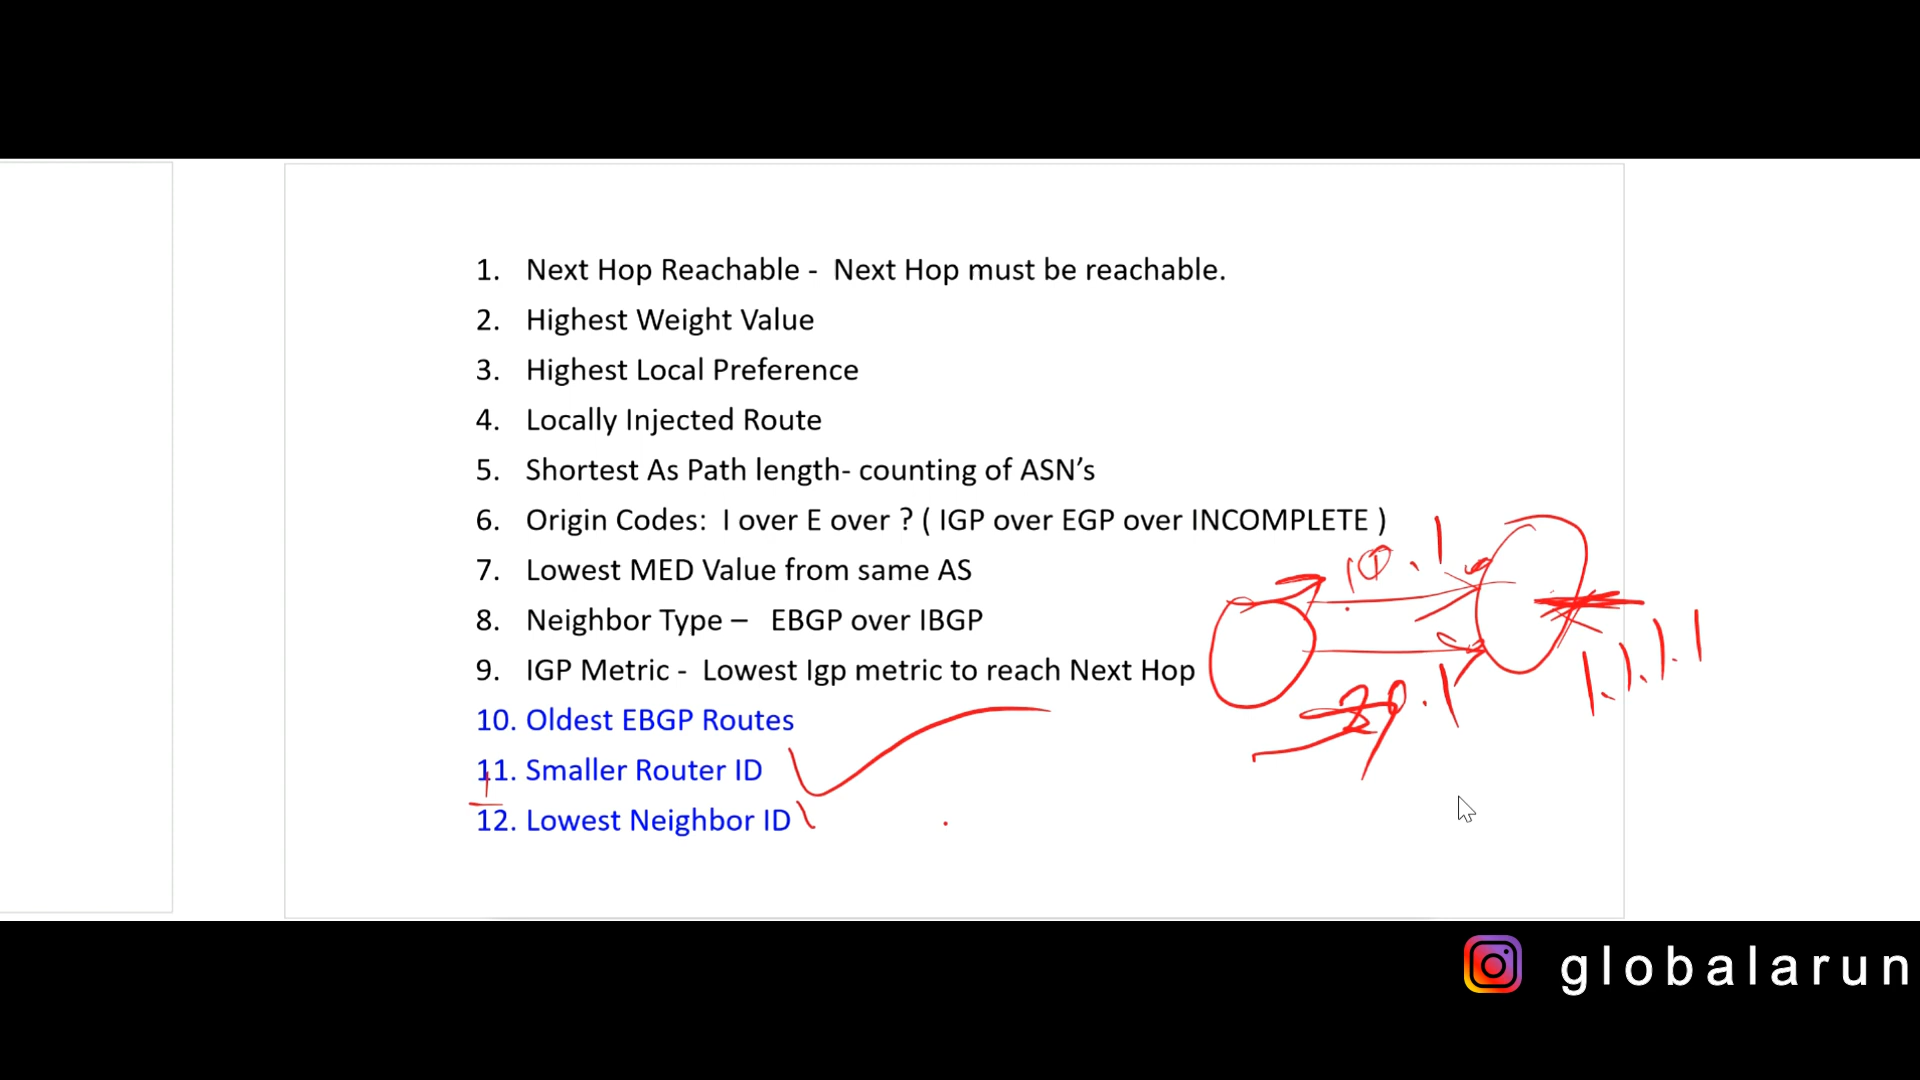 1. Next Hop Reachable - Next Hop must be reachable.
2. Highest Weight Value
3. Highest Local Preference
4. Locally Injected Route
5. Shortest As Path length- counting of ASN’s
6. Origin Codes: I over E over ? ( IGP over EGP over INCOMPLETE )
7. Lowest MED Value from same AS
8. Neighbor Type – EBGP over IBGP
9. IGP Metric - Lowest Igp metric to reach Next Hop
10. Oldest EBGP Routes
11. Smaller Router ID
12. Lowest Neighbor ID
10.1
20.1
1.1.1.1
globalarun